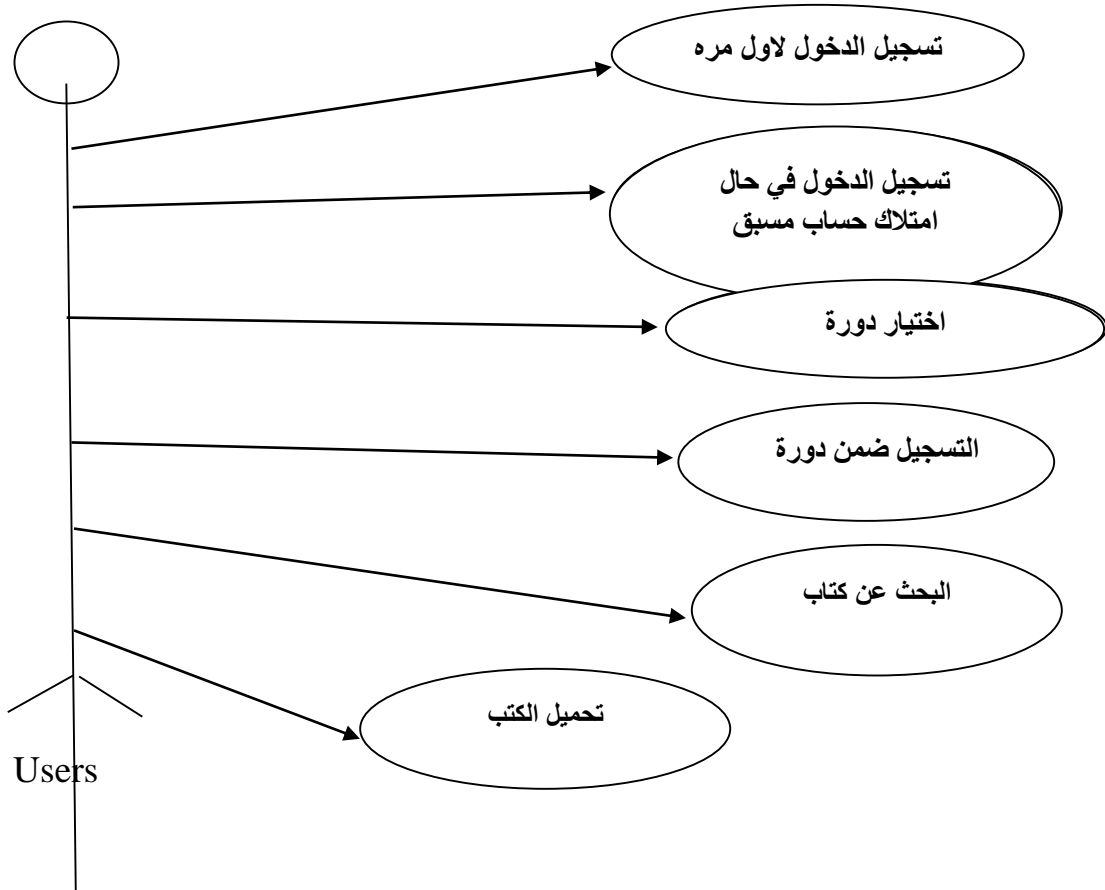 تسجيل الدخول لاول مره
تسجيل الدخول في حال
امتلاك حساب مسبق
اختيار دورة
التسجيل ضمن دورة
البحث عن كتاب
تحميل الكتب
Users